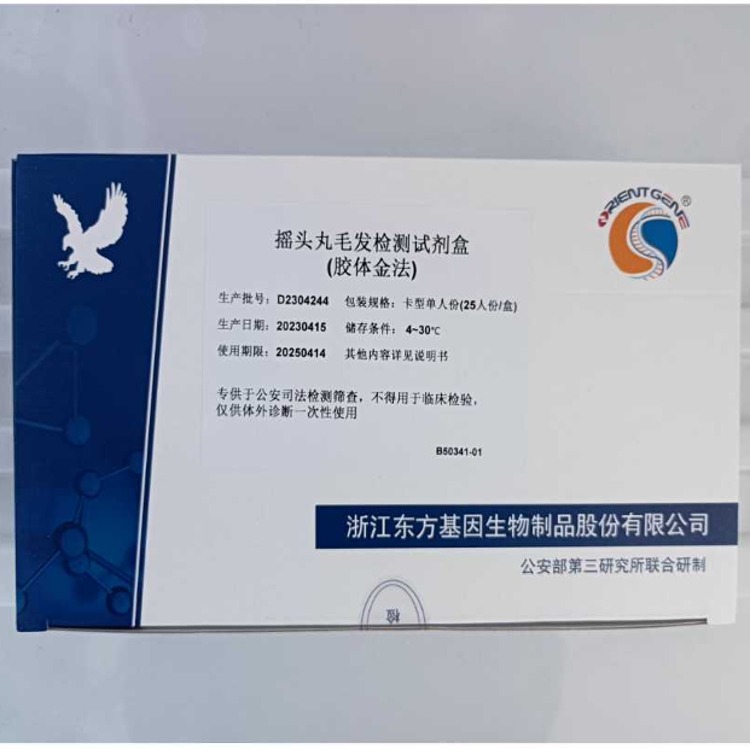 ORIENT GENE®
摇头丸毛发检测试剂盒
(胶体金法)
生产批号：D2304244 包装规格：卡型单人份(25人份/盒)
生产日期：20230415 储存条件：4~30℃
使用期限：20250414 其他内容详见说明书
专供于公安司法检测筛查，不得用于临床检验，
仅供体外诊断一次性使用
B50341-01
浙江东方基因生物制品股份有限公司
公安部第三研究所联合研制
检